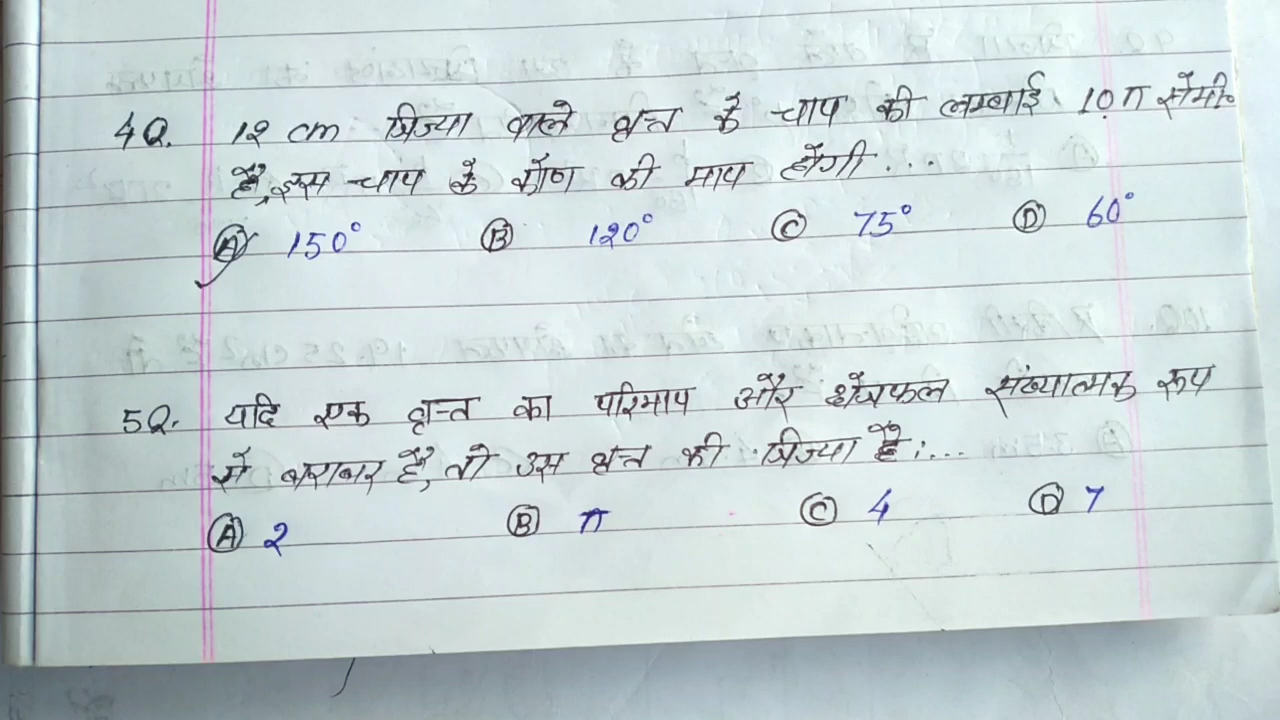 4Q. 12 cm त्रिज्या वाले वृत्त के चाप की लम्बाई 10π सेमी०
है, इस चाप के कोण की माप होगी...
Ⓐ 150° Ⓑ 120° Ⓒ 75° Ⓓ 60°
5Q. यदि एक वृत्त का परिमाप और क्षेत्रफल संख्यात्मक रूप
से बराबर है, तो उस वृत्त की त्रिज्या है:...
Ⓐ 2 Ⓑ π Ⓒ 4 Ⓓ 7